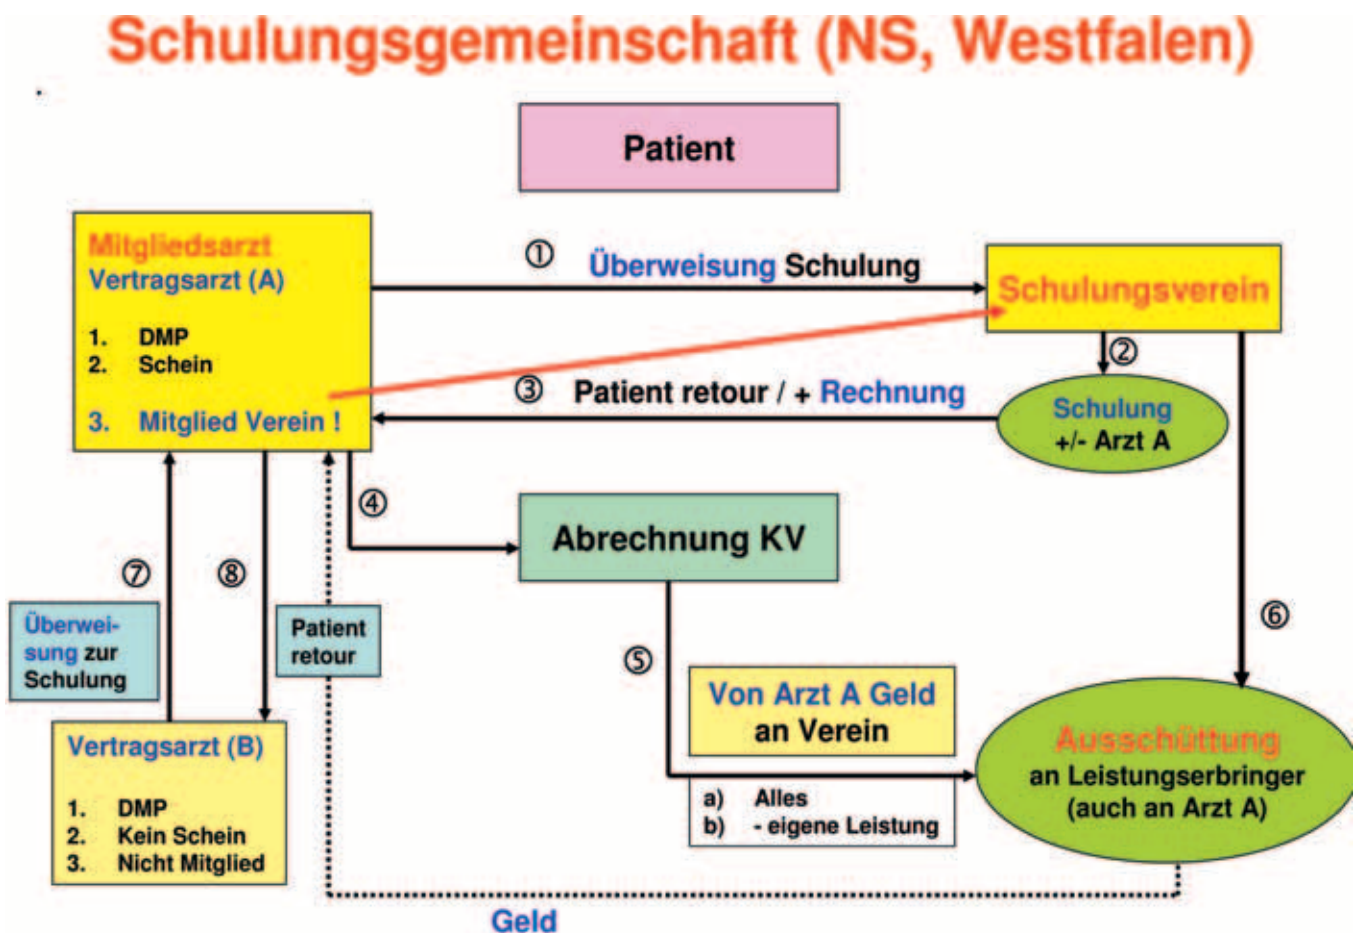 Schulungsgemeinschaft (NS, Westfalen)
Patient
Mitgliedsarzt
Vertragsarzt (A)
1. DMP
2. Schein
3. Mitglied Verein !
①
Überweisung Schulung
Schulungsverein
②
③
Patient retour / + Rechnung
Schulung
+/- Arzt A
④
Abrechnung KV
⑦
⑧
Überwei-
sung zur
Schulung
Patient
retour
⑤
⑥
Von Arzt A Geld
an Verein
a) Alles
b) - eigene Leistung
Ausschüttung
an Leistungserbringer
(auch an Arzt A)
Vertragsarzt (B)
1. DMP
2. Kein Schein
3. Nicht Mitglied
Geld